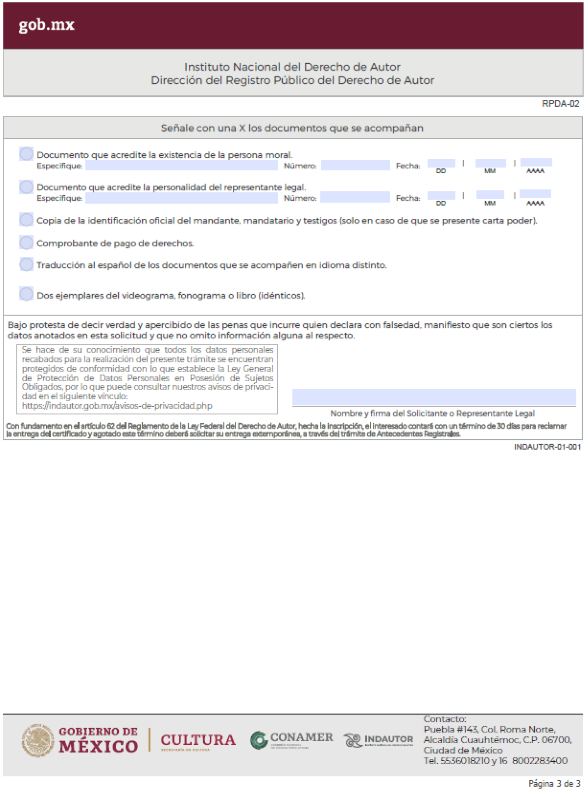 gob.mx
Instituto Nacional del Derecho de Autor
Dirección del Registro Público del Derecho de Autor
RPDA-02
Señale con una X los documentos que se acompañan
Documento que acredite la existencia de la persona moral.
Especifique: Número: Fecha: | |
DD MM AAAA
Documento que acredite la personalidad del representante legal.
Especifique: Número: Fecha: | |
DD MM AAAA
Copia de la identificación oficial del mandante, mandatario y testigos (solo en caso de que se presente carta poder).
Comprobante de pago de derechos.
Traducción al español de los documentos que se acompañen en idioma distinto.
Dos ejemplares del videograma, fonograma o libro (idénticos).
Bajo protesta de decir verdad y apercibido de las penas que incurre quien declara con falsedad, manifiesto que son ciertos los
datos anotados en esta solicitud y que no omito información alguna al respecto.
Se hace de su conocimiento que todos los datos personales
recabados para la realización del presente trámite se encuentran
protegidos de conformidad con lo que establece la Ley General
de Protección de Datos Personales en Posesión de Sujetos
Obligados, por lo que puede consultar nuestros avisos de privaci-
dad en el siguiente vínculo:
https://indautor.gob.mx/avisos-de-privacidad.php
Nombre y firma del Solicitante o Representante Legal
Con fundamento en el artículo 62 del Reglamento de la Ley Federal del Derecho de Autor, hecha la inscripción, el interesado contará con un término de 30 días para reclamar
la entrega del certificado y agotado este término deberá solicitar su entrega extemporánea, a través del trámite de Antecedentes Registrales.
INDAUTOR-01-001
GOBIERNO DE
MÉXICO
CULTURA
SECRETARÍA DE CULTURA
CONAMER
INDAUTOR
Contacto:
Puebla #143, Col. Roma Norte,
Alcaldía Cuauhtémoc, C.P. 06700,
Ciudad de México
Tel. 5536018210 y 16 8002283400
Página 3 de 3